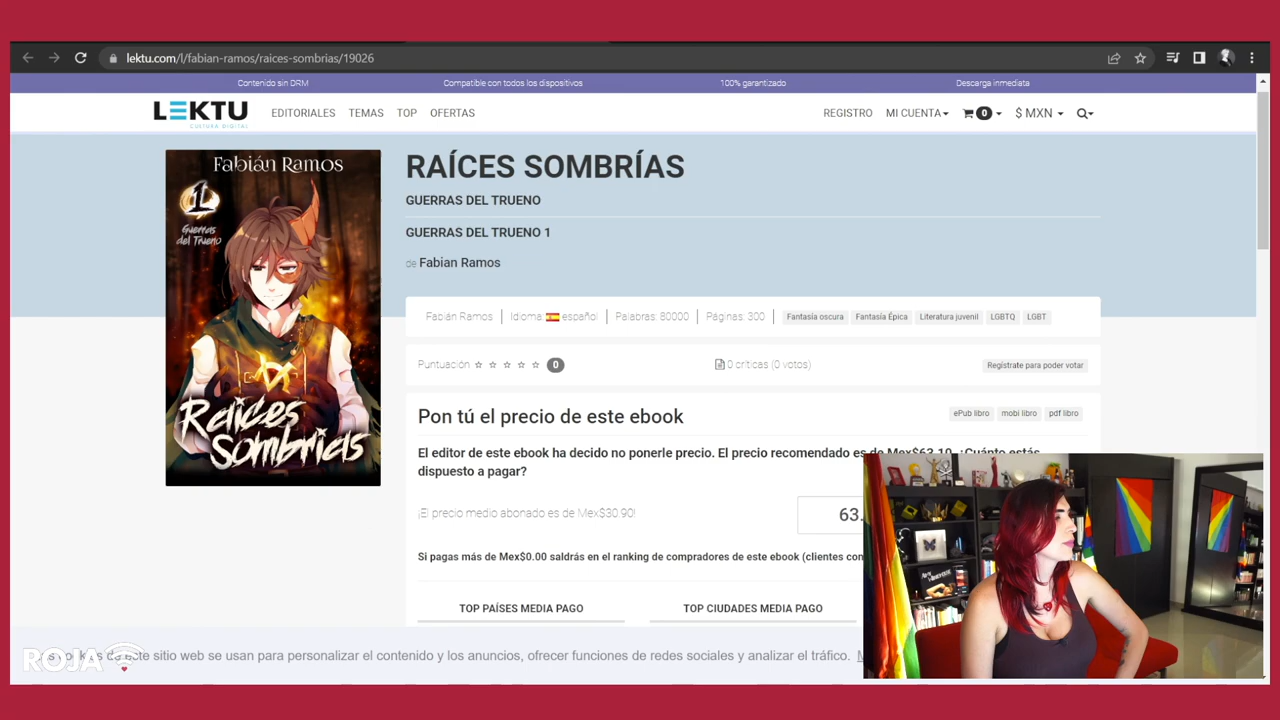 lektu.com/l/fabian-ramos/raices-sombrias/19026
Contenido sin DRM Compatible con todos los dispositivos 100% garantizado Descarga inmediata
LEKTU
CULTURA DIGITAL
EDITORIALES TEMAS TOP OFERTAS REGISTRO MI CUENTA 0 $ MXN
Fabián Ramos
1
Guerras
del Trueno
Raíces
Sombrías
RAÍCES SOMBRÍAS
GUERRAS DEL TRUENO
GUERRAS DEL TRUENO 1
de Fabian Ramos
Fabián Ramos Idioma: español Palabras: 80000 Páginas: 300 Fantasía oscura Fantasía Épica Literatura juvenil LGBTQ LGBT
Puntuación 0 0 críticas (0 votos) Regístrate para poder votar
Pon tú el precio de este ebook ePub libro mobi libro pdf libro
El editor de este ebook ha decido no ponerle precio. El precio recomendado es de Mex$63.10. ¿Cuánto estás
dispuesto a pagar?
¡El precio medio abonado es de Mex$30.90! 63.
Si pagas más de Mex$0.00 saldrás en el ranking de compradores de este ebook (clientes con
TOP PAÍSES MEDIA PAGO TOP CIUDADES MEDIA PAGO
ROJA
cookies de este sitio web se usan para personalizar el contenido y los anuncios, ofrecer funciones de redes sociales y analizar el tráfico.